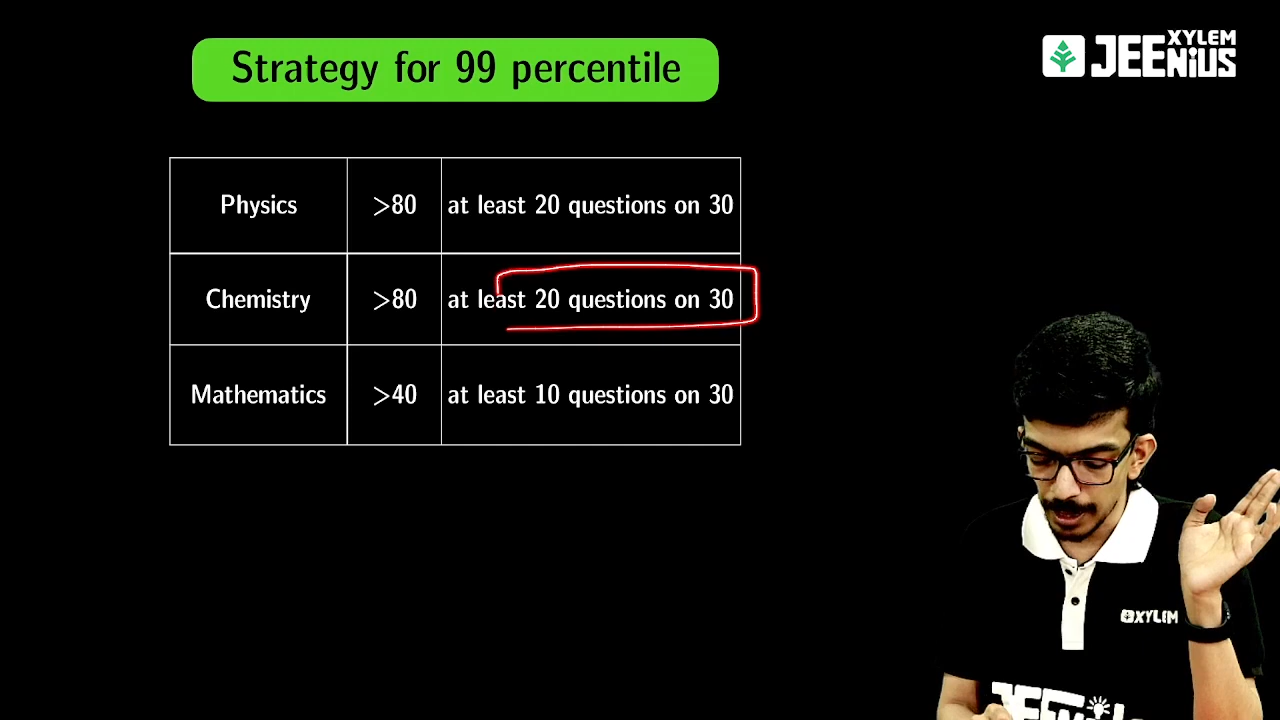 Strategy for 99 percentile
XYLEM
JEENIUS
Physics >80 at least 20 questions on 30
Chemistry >80 at least 20 questions on 30
Mathematics >40 at least 10 questions on 30
XYLEM